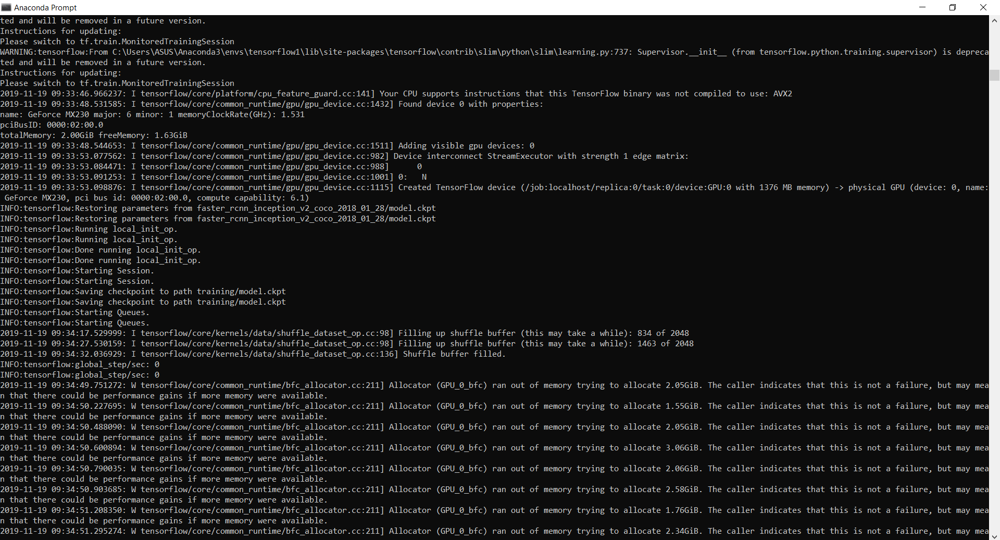 Anaconda Prompt
ted and will be removed in a future version.
Instructions for updating:
Please switch to tf.train.MonitoredTrainingSession
WARNING:tensorflow:From C:\Users\ASUS\Anaconda3\envs\tensorflow1\lib\site-packages\tensorflow\contrib\slim\python\slim\learning.py:737: Supervisor.__init__ (from tensorflow.python.training.supervisor) is depreca
ted and will be removed in a future version.
Instructions for updating:
Please switch to tf.train.MonitoredTrainingSession
2019-11-19 09:33:46.966237: I tensorflow/core/platform/cpu_feature_guard.cc:141] Your CPU supports instructions that this TensorFlow binary was not compiled to use: AVX2
2019-11-19 09:33:48.531585: I tensorflow/core/common_runtime/gpu/gpu_device.cc:1432] Found device 0 with properties:
name: GeForce MX230 major: 6 minor: 1 memoryClockRate(GHz): 1.531
pciBusID: 0000:02:00.0
totalMemory: 2.00GiB freeMemory: 1.63GiB
2019-11-19 09:33:48.544653: I tensorflow/core/common_runtime/gpu/gpu_device.cc:1511] Adding visible gpu devices: 0
2019-11-19 09:33:53.077562: I tensorflow/core/common_runtime/gpu/gpu_device.cc:982] Device interconnect StreamExecutor with strength 1 edge matrix:
2019-11-19 09:33:53.084471: I tensorflow/core/common_runtime/gpu/gpu_device.cc:988]      0
2019-11-19 09:33:53.091253: I tensorflow/core/common_runtime/gpu/gpu_device.cc:1001] 0:   N
2019-11-19 09:33:53.098876: I tensorflow/core/common_runtime/gpu/gpu_device.cc:1115] Created TensorFlow device (/job:localhost/replica:0/task:0/device:GPU:0 with 1376 MB memory) -> physical GPU (device: 0, name:
 GeForce MX230, pci bus id: 0000:02:00.0, compute capability: 6.1)
INFO:tensorflow:Restoring parameters from faster_rcnn_inception_v2_coco_2018_01_28/model.ckpt
INFO:tensorflow:Restoring parameters from faster_rcnn_inception_v2_coco_2018_01_28/model.ckpt
INFO:tensorflow:Running local_init_op.
INFO:tensorflow:Running local_init_op.
INFO:tensorflow:Done running local_init_op.
INFO:tensorflow:Done running local_init_op.
INFO:tensorflow:Starting Session.
INFO:tensorflow:Starting Session.
INFO:tensorflow:Saving checkpoint to path training/model.ckpt
INFO:tensorflow:Saving checkpoint to path training/model.ckpt
INFO:tensorflow:Starting Queues.
INFO:tensorflow:Starting Queues.
2019-11-19 09:34:17.529999: I tensorflow/core/kernels/data/shuffle_dataset_op.cc:98] Filling up shuffle buffer (this may take a while): 834 of 2048
2019-11-19 09:34:27.530159: I tensorflow/core/kernels/data/shuffle_dataset_op.cc:98] Filling up shuffle buffer (this may take a while): 1463 of 2048
2019-11-19 09:34:32.036929: I tensorflow/core/kernels/data/shuffle_dataset_op.cc:136] Shuffle buffer filled.
INFO:tensorflow:global_step/sec: 0
INFO:tensorflow:global_step/sec: 0
2019-11-19 09:34:49.751272: W tensorflow/core/common_runtime/bfc_allocator.cc:211] Allocator (GPU_0_bfc) ran out of memory trying to allocate 2.05GiB. The caller indicates that this is not a failure, but may mea
n that there could be performance gains if more memory were available.
2019-11-19 09:34:50.227695: W tensorflow/core/common_runtime/bfc_allocator.cc:211] Allocator (GPU_0_bfc) ran out of memory trying to allocate 1.55GiB. The caller indicates that this is not a failure, but may mea
n that there could be performance gains if more memory were available.
2019-11-19 09:34:50.488090: W tensorflow/core/common_runtime/bfc_allocator.cc:211] Allocator (GPU_0_bfc) ran out of memory trying to allocate 2.05GiB. The caller indicates that this is not a failure, but may mea
n that there could be performance gains if more memory were available.
2019-11-19 09:34:50.600894: W tensorflow/core/common_runtime/bfc_allocator.cc:211] Allocator (GPU_0_bfc) ran out of memory trying to allocate 3.06GiB. The caller indicates that this is not a failure, but may mea
n that there could be performance gains if more memory were available.
2019-11-19 09:34:50.790035: W tensorflow/core/common_runtime/bfc_allocator.cc:211] Allocator (GPU_0_bfc) ran out of memory trying to allocate 2.06GiB. The caller indicates that this is not a failure, but may mea
n that there could be performance gains if more memory were available.
2019-11-19 09:34:50.903685: W tensorflow/core/common_runtime/bfc_allocator.cc:211] Allocator (GPU_0_bfc) ran out of memory trying to allocate 2.58GiB. The caller indicates that this is not a failure, but may mea
n that there could be performance gains if more memory were available.
2019-11-19 09:34:51.208350: W tensorflow/core/common_runtime/bfc_allocator.cc:211] Allocator (GPU_0_bfc) ran out of memory trying to allocate 1.76GiB. The caller indicates that this is not a failure, but may mea
n that there could be performance gains if more memory were available.
2019-11-19 09:34:51.295274: W tensorflow/core/common_runtime/bfc_allocator.cc:211] Allocator (GPU_0_bfc) ran out of memory trying to allocate 2.34GiB. The caller indicates that this is not a failure, but may mea